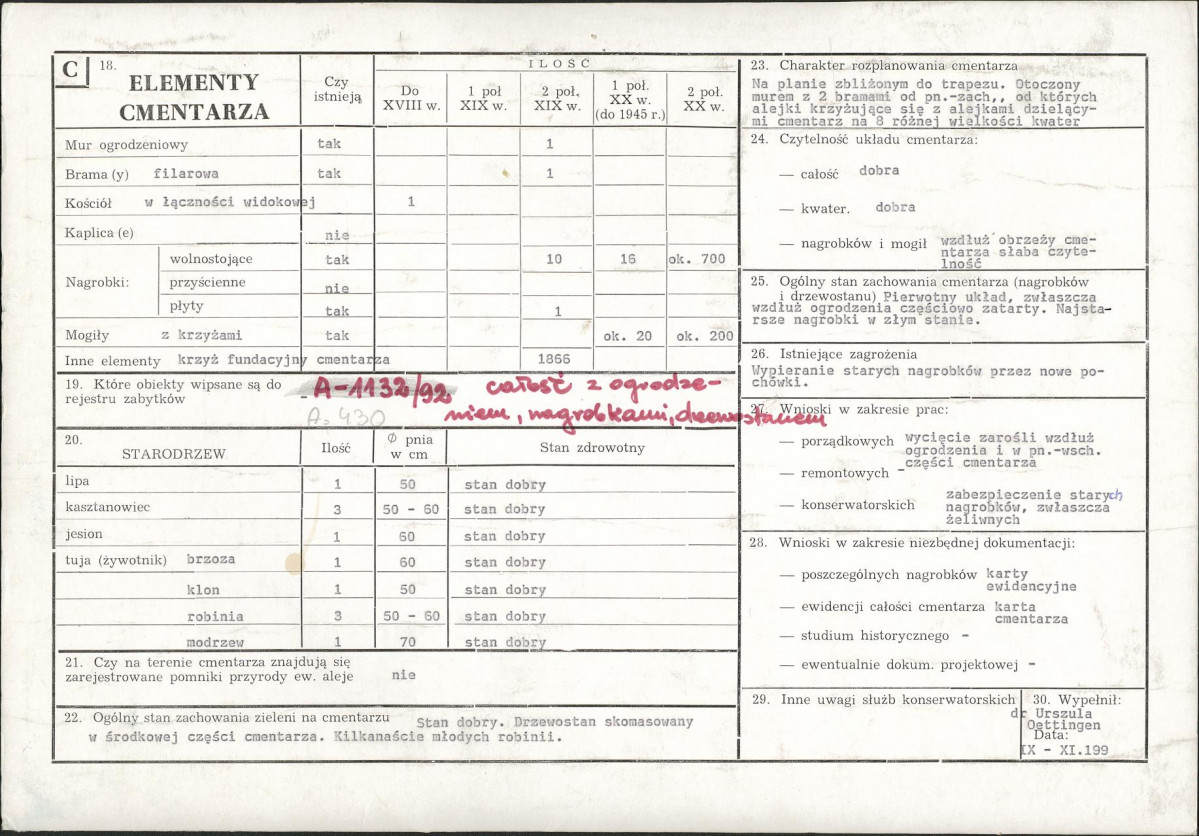 C 18. ELEMENTY CMENTARZA
Czy istnieją
ILOŚĆ
Do XVIII w.
1 poł XIX w.
2 poł. XIX w.
1 poł. XX w. (do 1945 r.)
2 poł. XX w.
Mur ogrodzeniowy tak 1
Brama (y) filarowa tak 1
Kościół w łączności widokowej 1
Kaplica (e) nie
Nagrobki:
wolnostojące tak 10 16 ok. 700
przyścienne nie
płyty tak 1
Mogiły z krzyżami tak ok. 20 ok. 200
Inne elementy krzyż fundacyjny cmentarza 1866
19. Które obiekty wipsane są do
rejestru zabytków
- A-1132/92 całość z ogrodze-
niem, nagrobkami, drzewostanem
A-430
20. STARODRZEW
Ilość
Ø pnia w cm
Stan zdrowotny
lipa 1 50 stan dobry
kasztanowiec 3 50 - 60 stan dobry
jesion 1 60 stan dobry
tuja (żywotnik) brzoza 1 60 stan dobry
klon 1 50 stan dobry
robinia 3 50 - 60 stan dobry
modrzew 1 70 stan dobry
21. Czy na terenie cmentarza znajdują się
zarejestrowane pomniki przyrody ew. aleje nie
22. Ogólny stan zachowania zieleni na cmentarzu Stan dobry. Drzewostan skomasowany
w środkowej części cmentarza. Kilkanaście młodych robinii.
23. Charakter rozplanowania cmentarza
Na planie zbliżonym do trapezu. Otoczony
murem z 2 bramami od pn.-zach,, od których
alejki krzyżujące się z alejkami dzielący-
mi cmentarz na 8 różnej wielkości kwater
24. Czytelność układu cmentarza:
— całość dobra
— kwater. dobra
— nagrobków i mogił wzdłuż obrzeży cme-
ntarza słaba czyte-
lność
25. Ogólny stan zachowania cmentarza (nagrobków
i drzewostanu) Pierwotny układ, zwłaszcza
wzdłuż ogrodzenia częściowo zatarty. Najsta-
rsze nagrobki w złym stanie.
26. Istniejące zagrożenia
Wypieranie starych nagrobków przez nowe po-
chówki.
27. Wnioski w zakresie prac:
— porządkowych wycięcie zarośli wzdłuż
ogrodzenia i w pn.-wsch.
części cmentarza
— remontowych -
— konserwatorskich zabezpieczenie starych
nagrobków, zwłaszcza
żeliwnych
28. Wnioski w zakresie niezbędnej dokumentacji:
— poszczególnych nagrobków karty
ewidencyjne
— ewidencji całości cmentarza karta
cmentarza
— studium historycznego -
— ewentualnie dokum. projektowej -
29. Inne uwagi służb konserwatorskich
30. Wypełnił:
dr Urszula
Oettingen
Data:
IX - XI.199